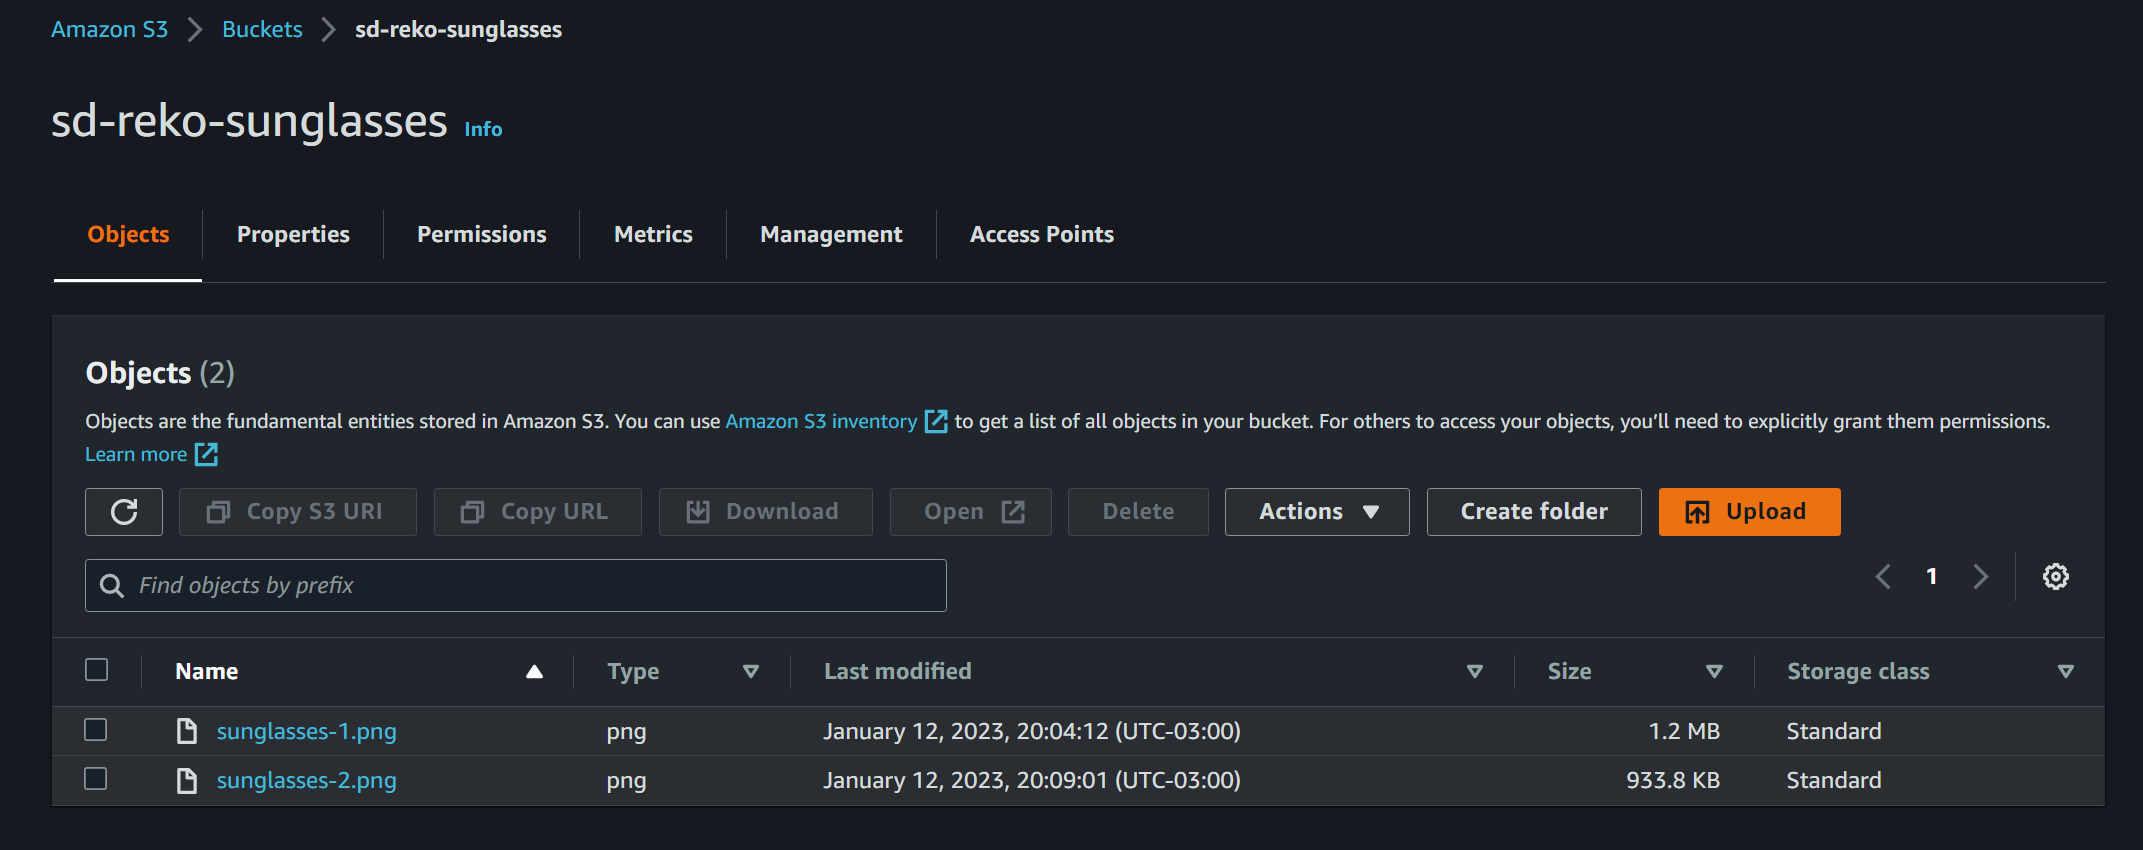 Amazon S3 Buckets sd-reko-sunglasses
sd-reko-sunglasses Info
Objects Properties Permissions Metrics Management Access Points
Objects (2)
Objects are the fundamental entities stored in Amazon S3. You can use Amazon S3 inventory to get a list of all objects in your bucket. For others to access your objects, you’ll need to explicitly grant them permissions.
Learn more
Copy S3 URI Copy URL Download Open Delete Actions Create folder Upload
Find objects by prefix 1
Name Type Last modified Size Storage class
sunglasses-1.png png January 12, 2023, 20:04:12 (UTC-03:00) 1.2 MB Standard
sunglasses-2.png png January 12, 2023, 20:09:01 (UTC-03:00) 933.8 KB Standard